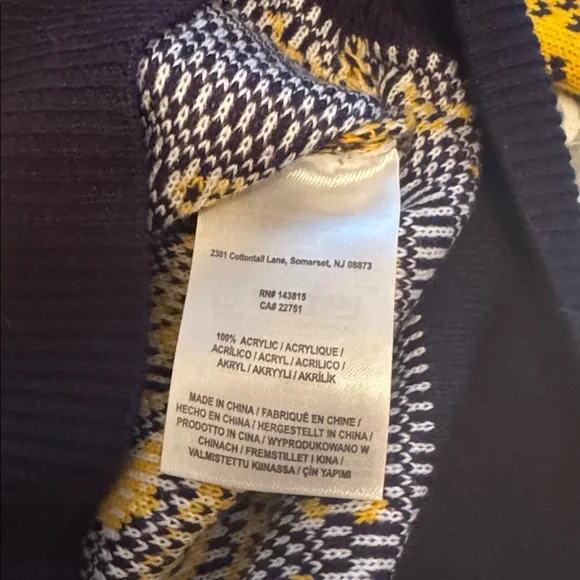 2301 Cottontail Lane, Somerset, NJ 08873
RN# 143815
CA# 22751
100% ACRYLIC / ACRYLIQUE /
ACRÍLICO / ACRYL / ACRILICO /
AKRYL / AKRYYLI / AKRİLİK
MADE IN CHINA / FABRIQUÉ EN CHINE /
HECHO EN CHINA / HERGESTELLT IN CHINA /
PRODOTTO IN CINA / WYPRODUKOWANO W
CHINACH / FREMSTILLET I KINA /
VALMISTETTU KIINASSA / ÇİN YAPIMI